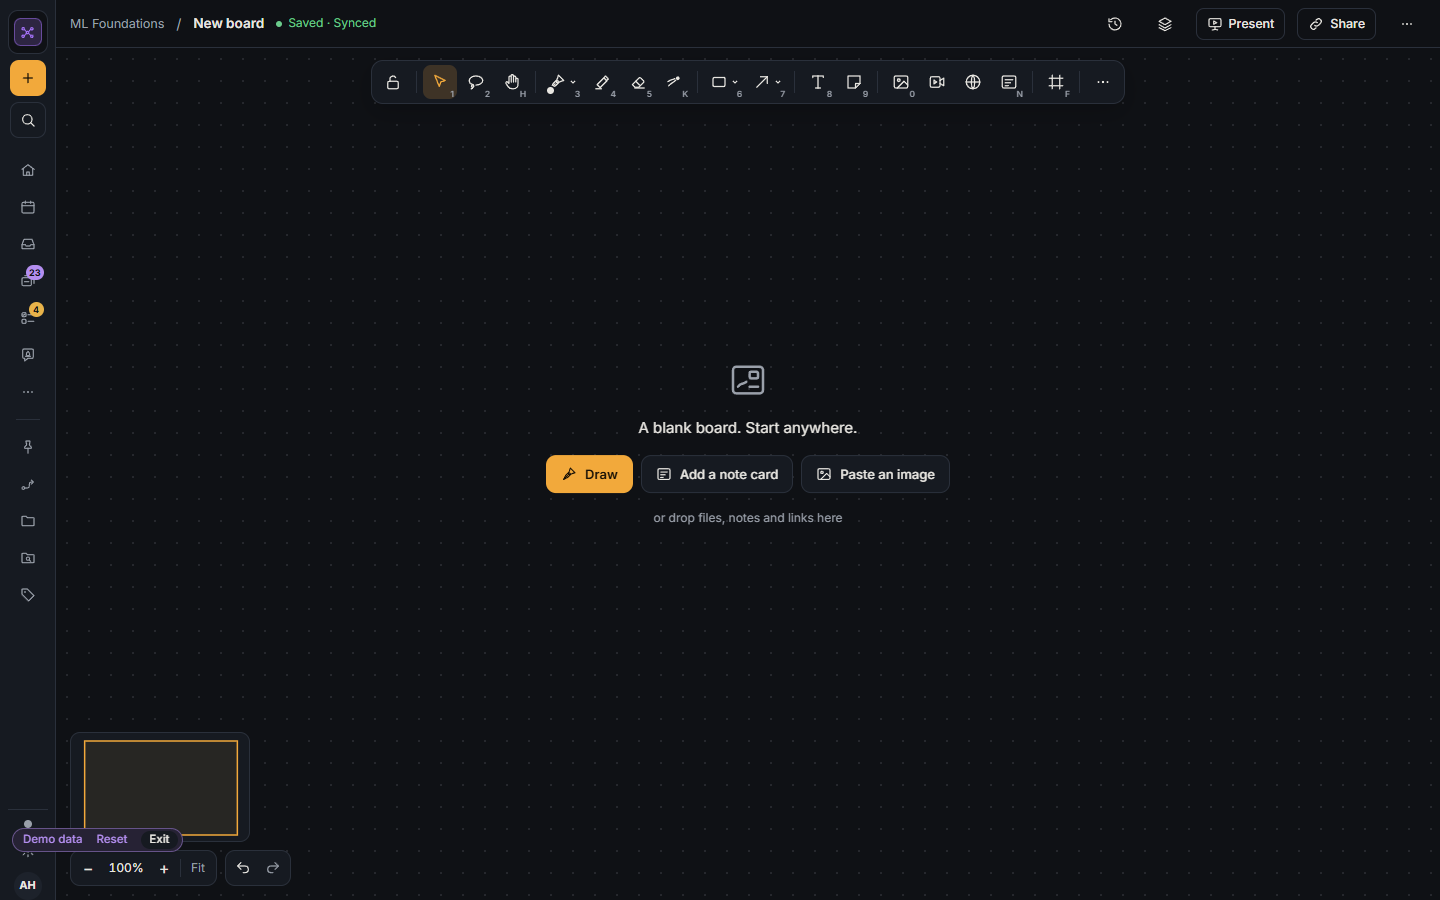 ML Foundations / New board Saved · Synced
Present
Share
1
2
H
3
4
5
K
6
7
8
9
0
N
F
23
4
A blank board. Start anywhere.
Draw
Add a note card
Paste an image
or drop files, notes and links here
Demo data Reset Exit
− 100% + Fit
AH